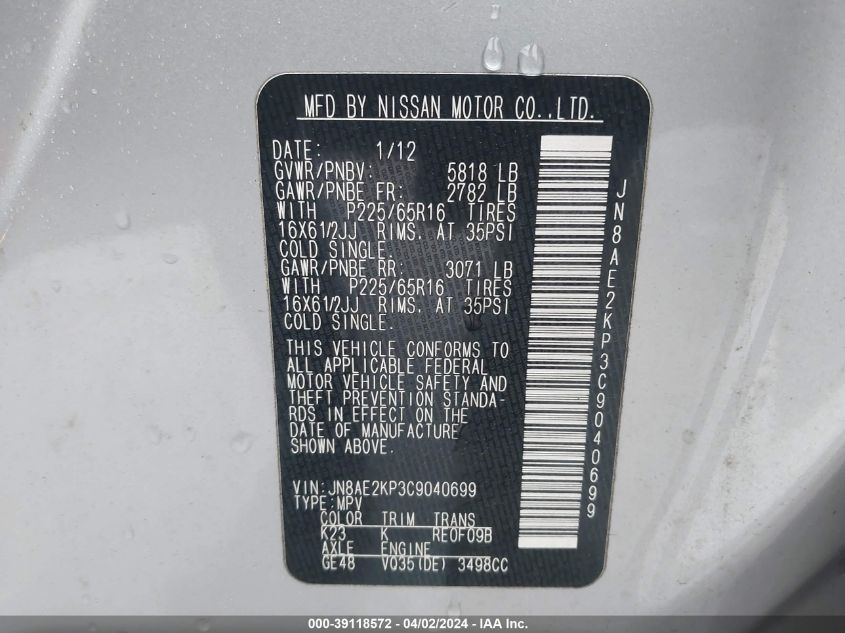 MFD BY NISSAN MOTOR CO.,LTD.
DATE: 1/12
GVWR/PNBV: 5818 LB
GAWR/PNBE FR: 2782 LB
WITH P225/65R16 TIRES
16X61/2JJ RIMS, AT 35PSI
COLD SINGLE.
GAWR/PNBE RR: 3071 LB
WITH P225/65R16 TIRES
16X61/2JJ RIMS, AT 35PSI
COLD SINGLE.
THIS VEHICLE CONFORMS TO
ALL APPLICABLE FEDERAL
MOTOR VEHICLE SAFETY AND
THEFT PREVENTION STANDA-
RDS IN EFFECT ON THE
DATE OF MANUFACTURE
SHOWN ABOVE.
VIN:JN8AE2KP3C9040699
TYPE:MPV
COLOR TRIM TRANS
K23 K RE0F09B
AXLE ENGINE
GE48 VQ35(DE) 3498CC
JN8AE2KP3C9040699
000-39118572 - 04/02/2024 - IAA Inc.